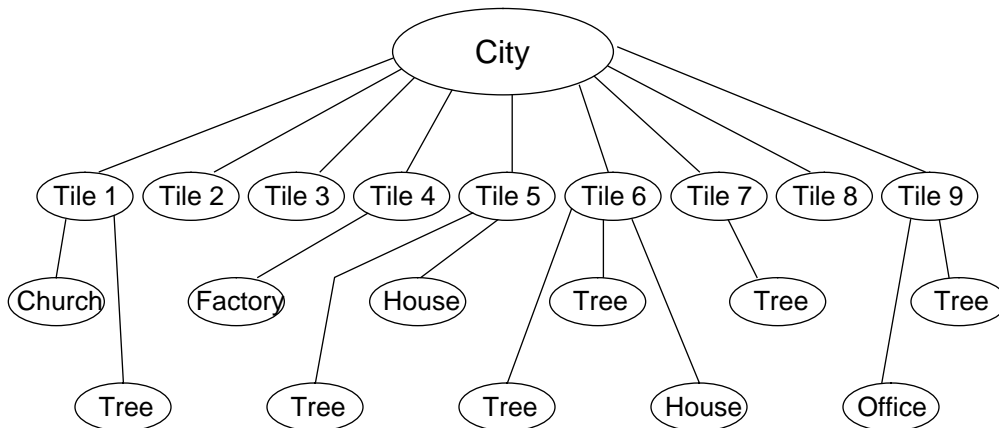 City
Tile 1 Tile 2 Tile 3 Tile 4 Tile 5 Tile 6 Tile 7 Tile 8 Tile 9
Church Factory House Tree Tree Tree
Tree Tree Tree House Office